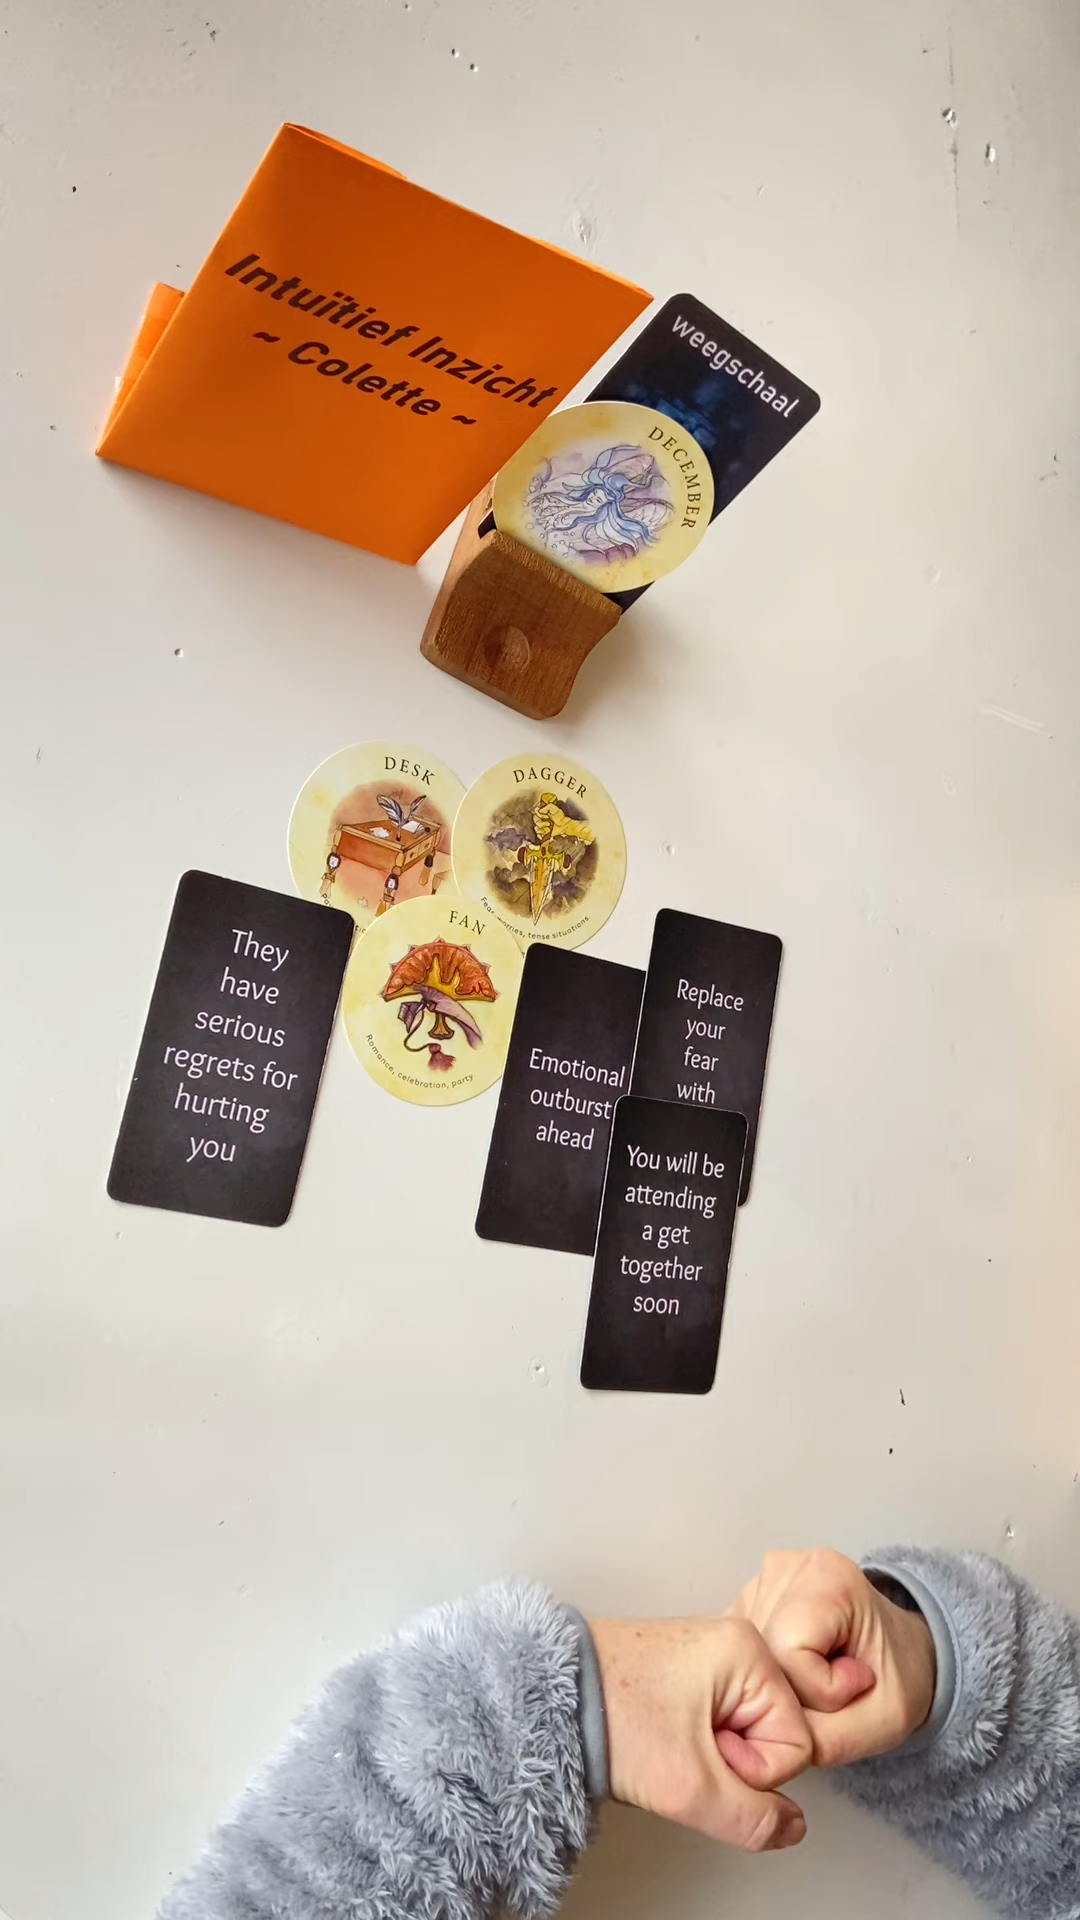 Intuïtief Inzicht
~ Colette ~
weegschaal
DECEMBER
DESK
DAGGER
worries, tense situations.
FAN
Romance, celebration, party.
They
have
serious
regrets for
hurting
you
Emotional
outburst
ahead
Replace
your
fear
with
You will be
attending
a get
together
soon